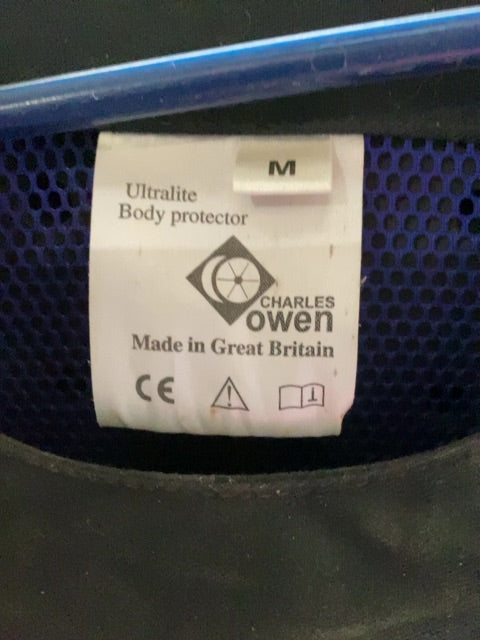 M
Ultralite
Body protector
CHARLES
owen
Made in Great Britain
CE